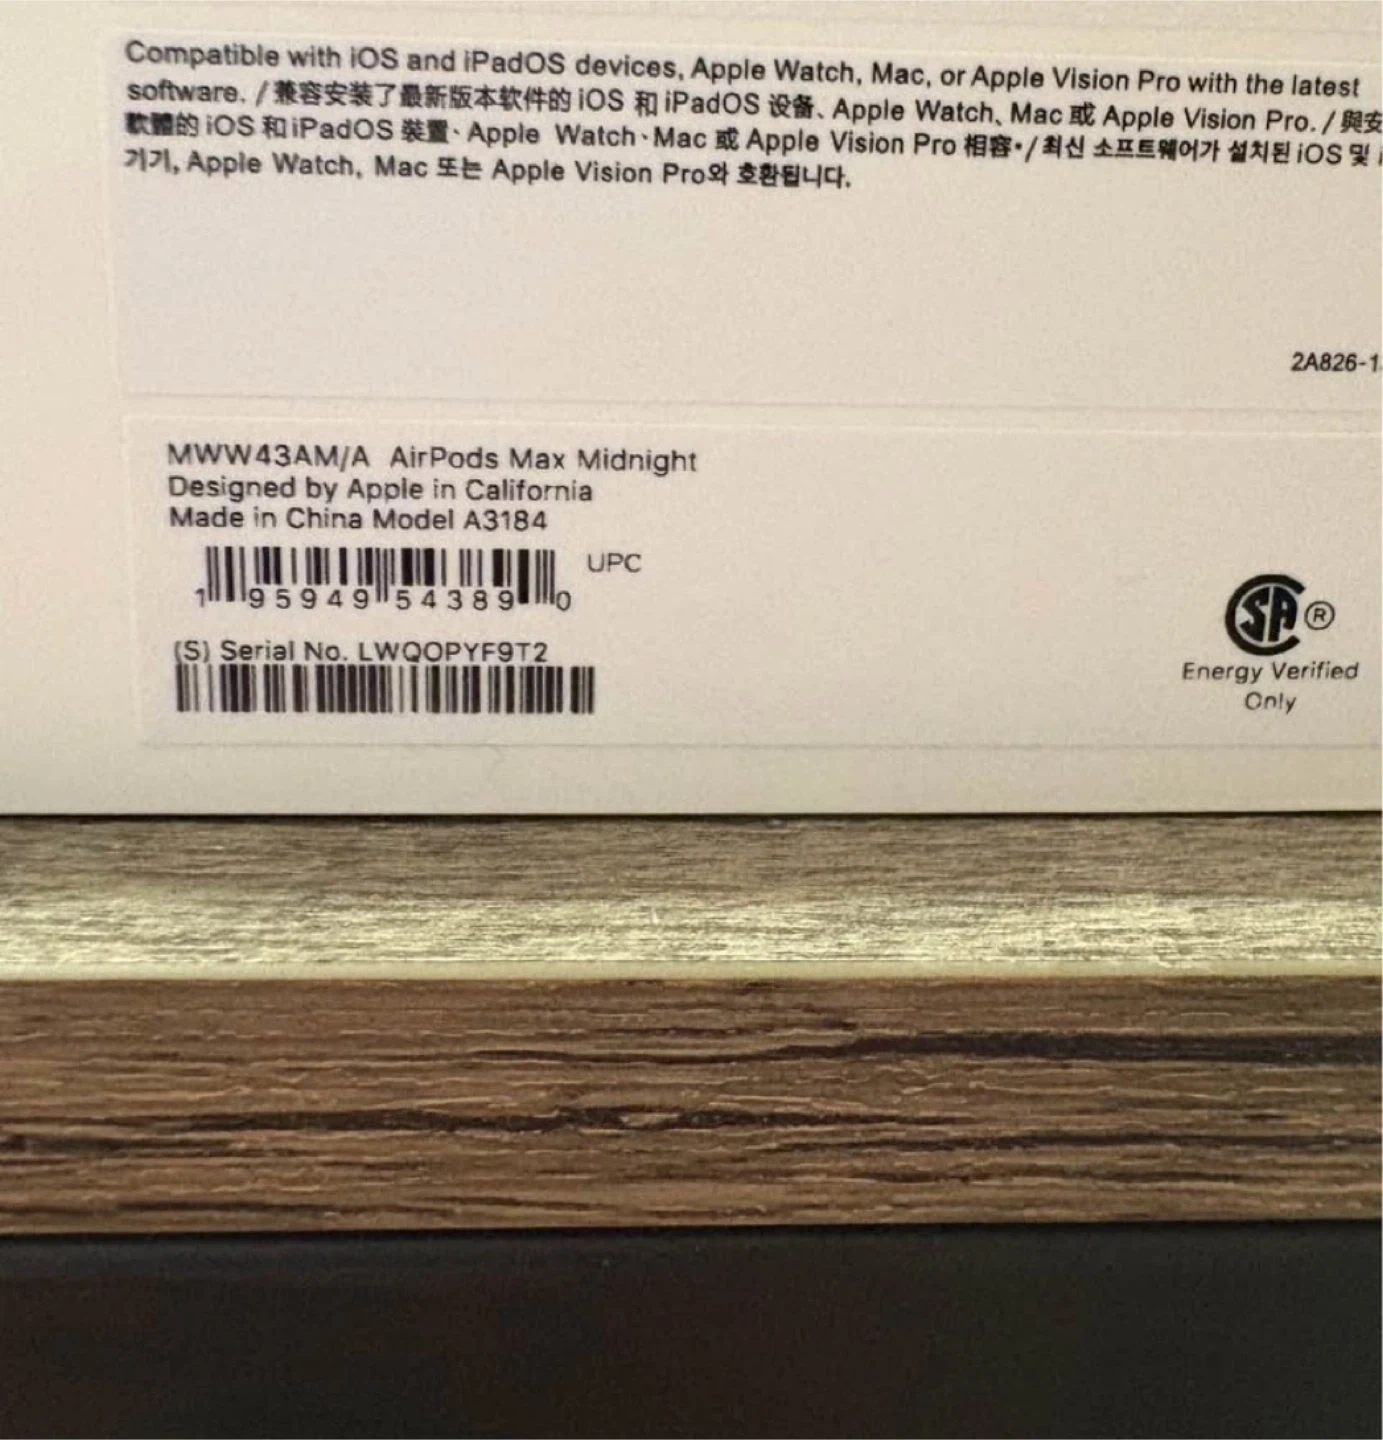 Compatible with iOS and iPadOS devices, Apple Watch, Mac, or Apple Vision Pro with the latest
software. / 兼容安装了最新版本软件的 iOS 和 iPadOS 设备、Apple Watch、Mac 或 Apple Vision Pro. / 與安
軟體的 iOS 和 iPadOS 裝置、Apple Watch、Mac 或 Apple Vision Pro 相容。/ 최신 소프트웨어가 설치된 iOS 및 i
기기, Apple Watch, Mac 또는 Apple Vision Pro와 호환됩니다.
2A826-1
MWW43AM/A AirPods Max Midnight
Designed by Apple in California
Made in China Model A3184
UPC
1 95949 54389 0
(S) Serial No. LWQ0PYF9T2
SA ®
Energy Verified
Only